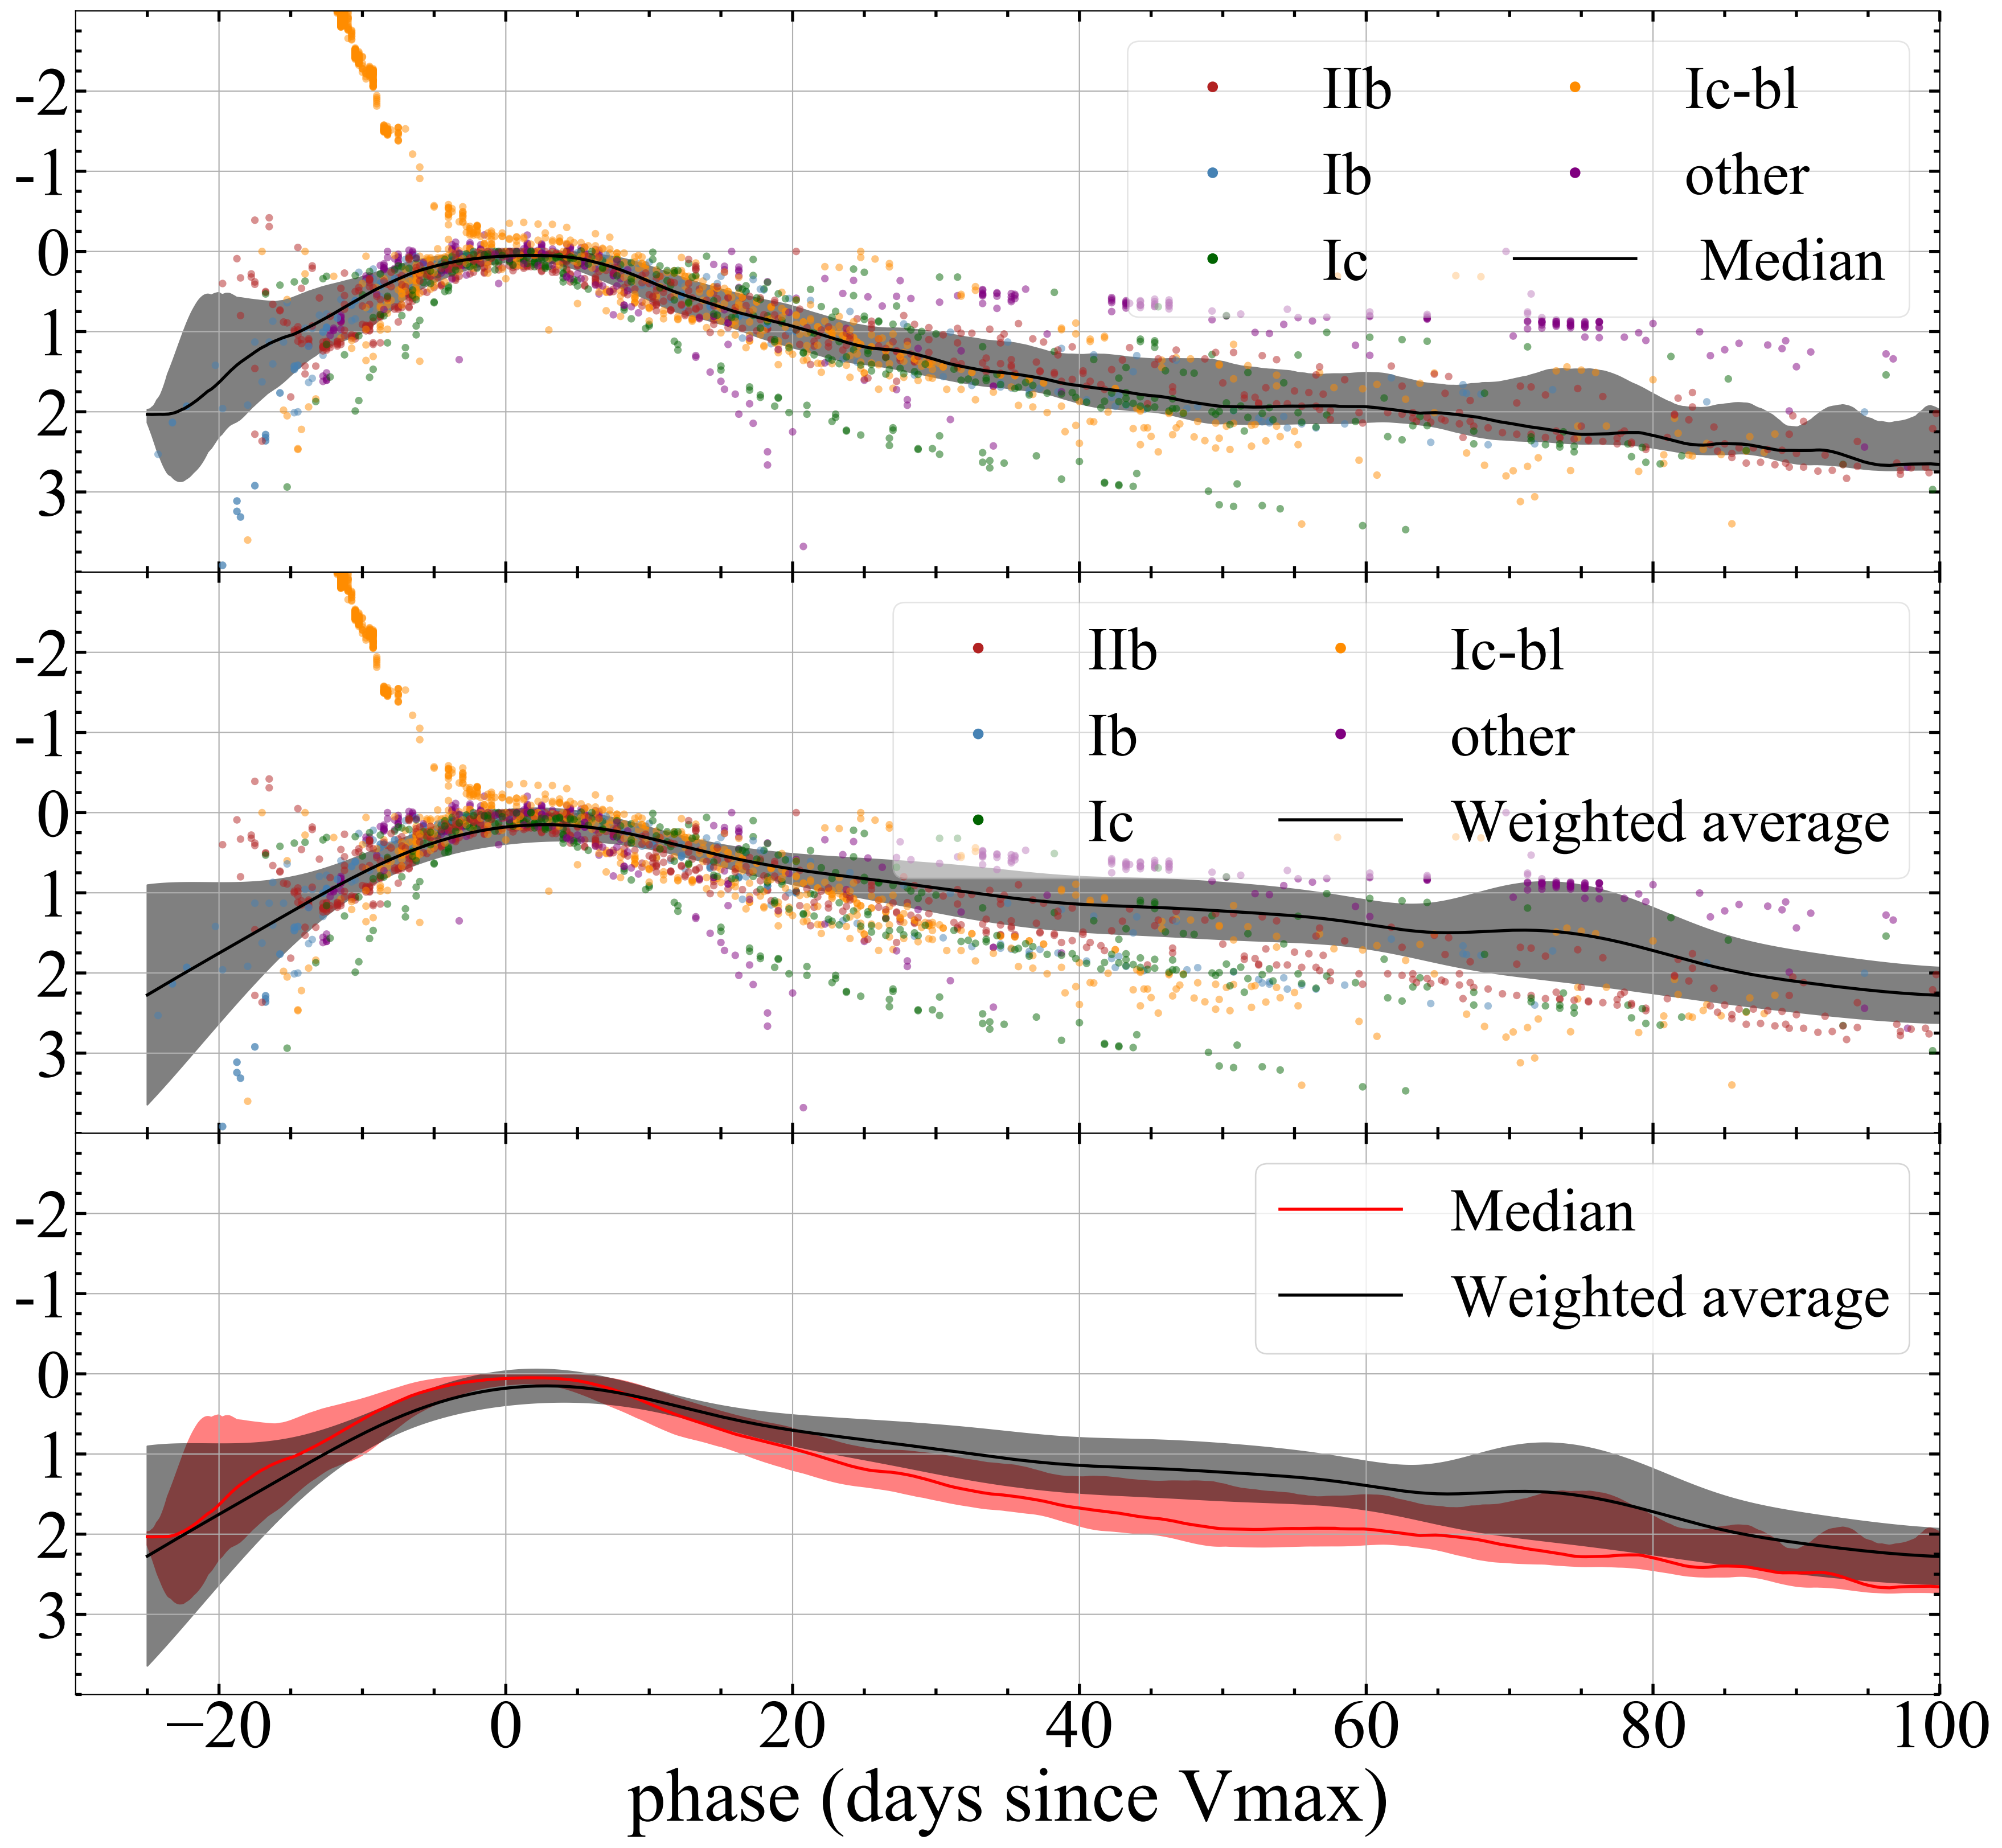 -2
-1
0
1
2
3
IIb Ic-bl
Ib other
Ic Median
-2
-1
0
1
2
3
IIb Ic-bl
Ib other
Ic Weighted average
-2
-1
0
1
2
3
Median
Weighted average
−20 0 20 40 60 80 100
phase (days since Vmax)